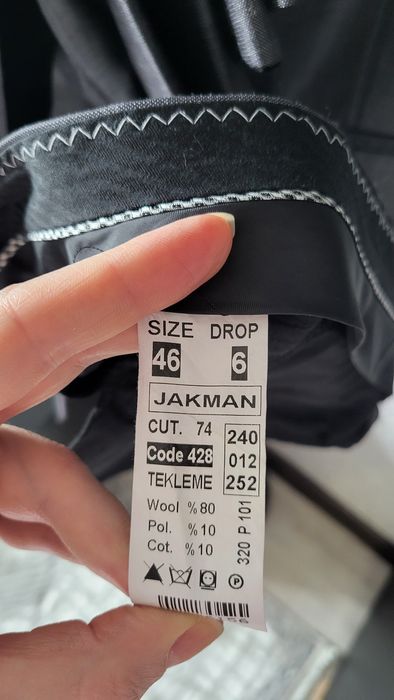 SIZE DROP
46 6
JAKMAN
CUT. 74 240
Code 428 012
TEKLEME 252
Wool %80
Pol. %10
Cot. %10
320 P 101
P